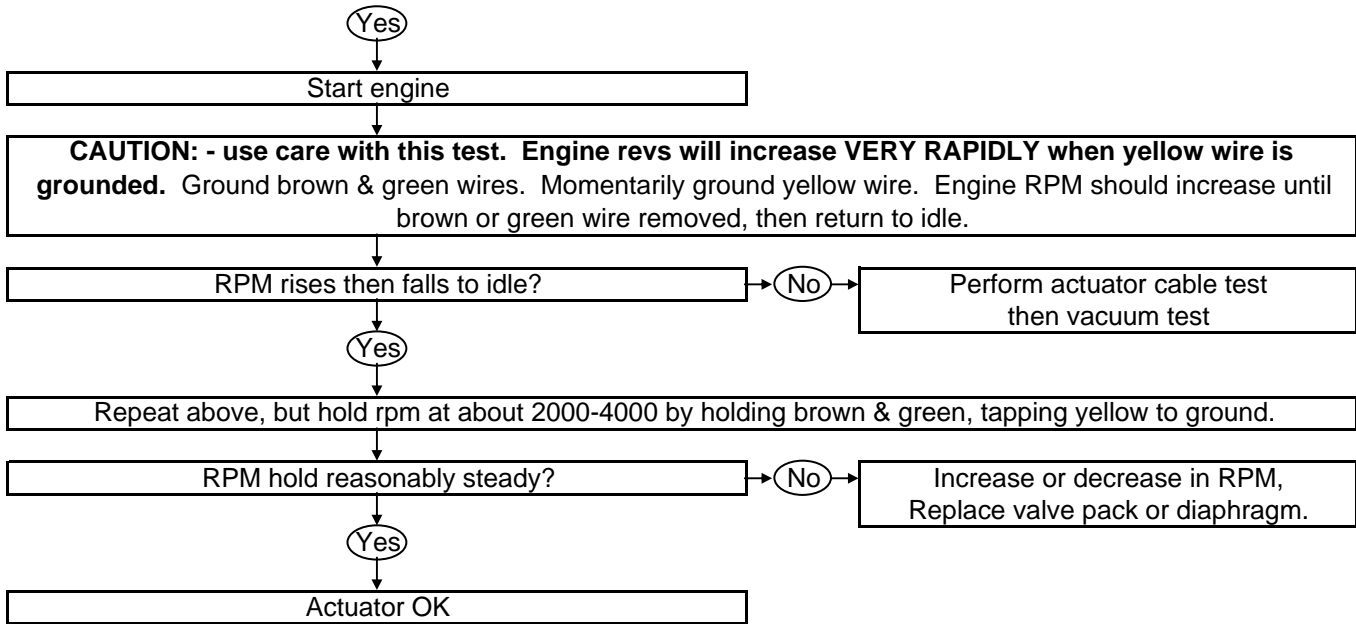 Yes
Start engine
CAUTION: - use care with this test. Engine revs will increase VERY RAPIDLY when yellow wire is
grounded. Ground brown & green wires. Momentarily ground yellow wire. Engine RPM should increase until
brown or green wire removed, then return to idle.
RPM rises then falls to idle?
No
Perform actuator cable test
then vacuum test
Yes
Repeat above, but hold rpm at about 2000-4000 by holding brown & green, tapping yellow to ground.
RPM hold reasonably steady?
No
Increase or decrease in RPM,
Replace valve pack or diaphragm.
Yes
Actuator OK